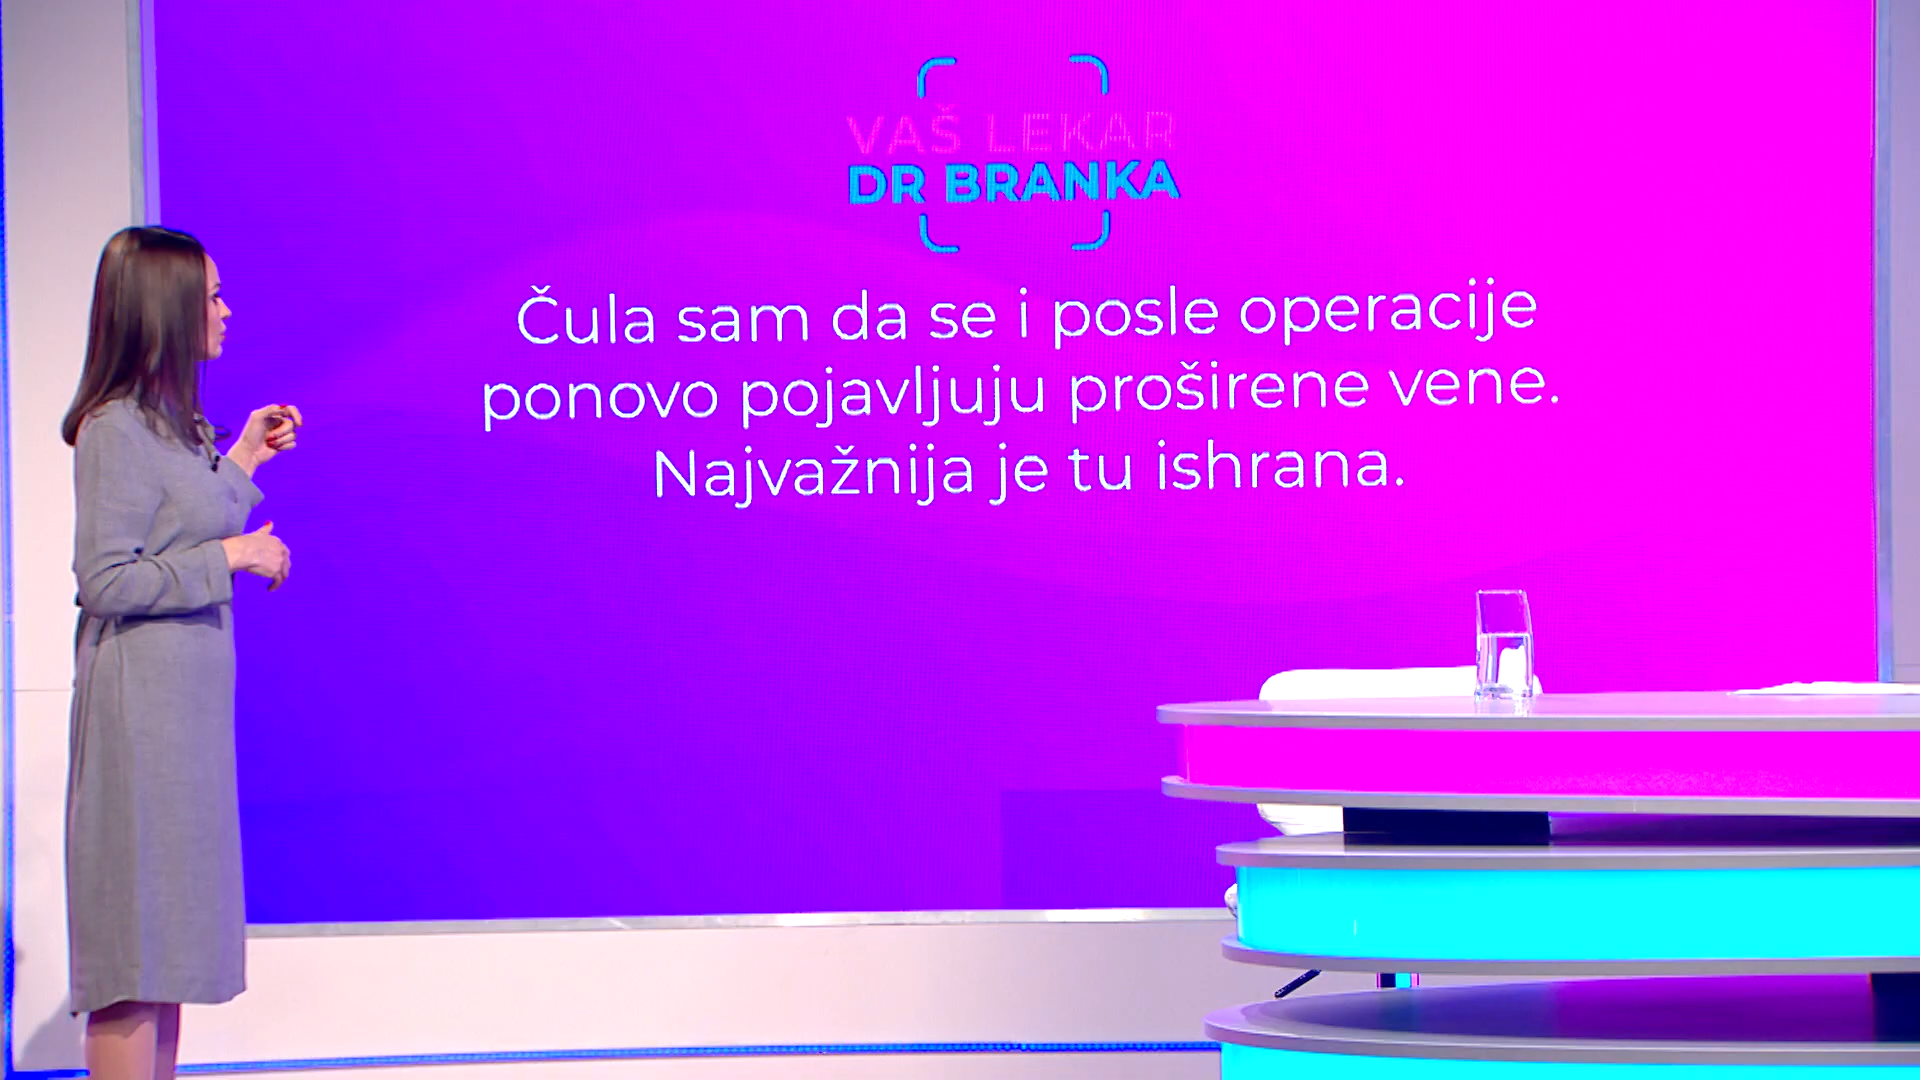 VAŠ LEKAR
DR BRANKA
Čula sam da se i posle operacije
ponovo pojavljuju proširene vene.
Najvažnija je tu ishrana.